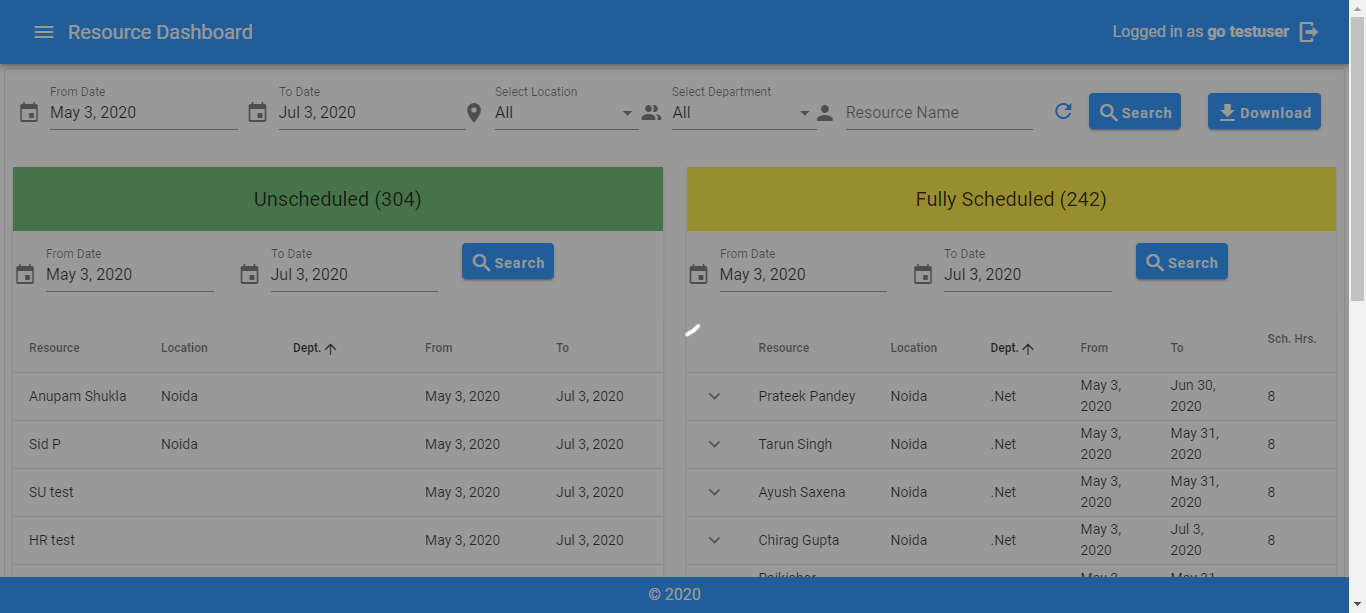 Resource Dashboard
Logged in as go testuser
From Date
To Date
Select Location
Select Department
May 3, 2020
Jul 3, 2020
All
All
Resource Name
Search
Download
Unscheduled (304)
From Date
To Date
May 3, 2020
Jul 3, 2020
Search
Resource Location Dept. From To
Anupam Shukla Noida May 3, 2020 Jul 3, 2020
Sid P Noida May 3, 2020 Jul 3, 2020
SU test May 3, 2020 Jul 3, 2020
HR test May 3, 2020 Jul 3, 2020
Fully Scheduled (242)
From Date
To Date
May 3, 2020
Jul 3, 2020
Search
Resource Location Dept. From To Sch. Hrs.
Prateek Pandey Noida .Net May 3, 2020 Jun 30, 2020 8
Tarun Singh Noida .Net May 3, 2020 May 31, 2020 8
Ayush Saxena Noida .Net May 3, 2020 May 31, 2020 8
Chirag Gupta Noida .Net May 3, 2020 Jul 3, 2020 8
© 2020